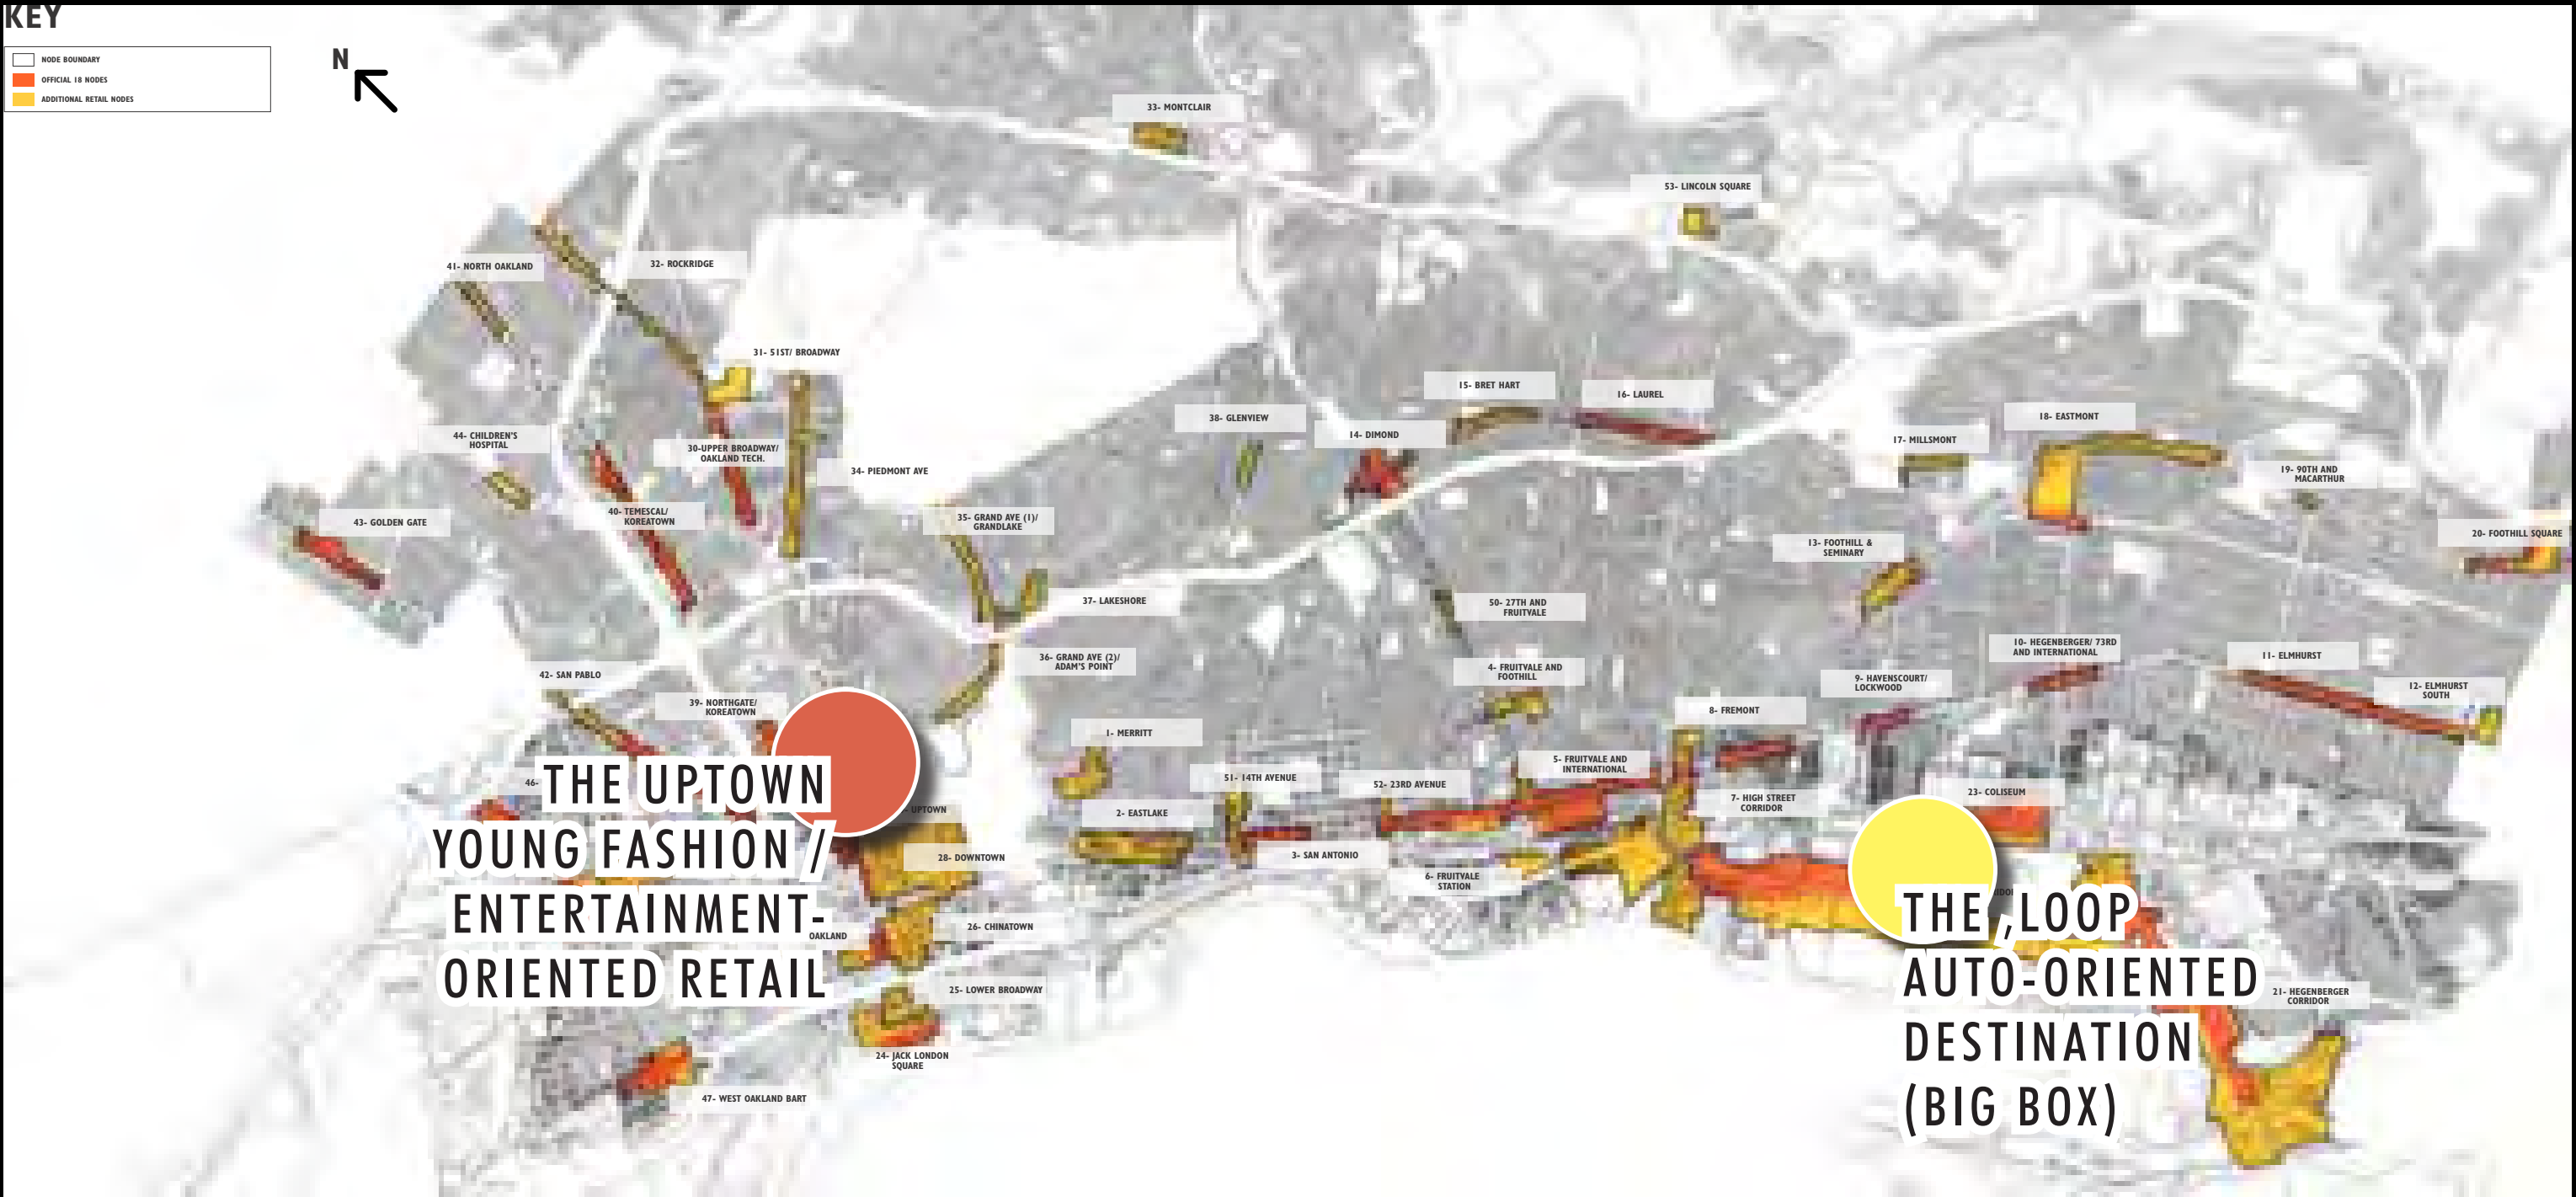 KEY
NODE BOUNDARY
OFFICIAL 18 NODES
ADDITIONAL RETAIL NODES
N
33- MONTCLAIR
53- LINCOLN SQUARE
41- NORTH OAKLAND
32- ROCKRIDGE
31- 51ST/ BROADWAY
15- BRET HART
16- LAUREL
38- GLENVIEW
14- DIMOND
18- EASTMONT
17- MILLSMONT
44- CHILDREN'S
HOSPITAL
30-UPPER BROADWAY/
OAKLAND TECH.
34- PIEDMONT AVE
19- 90TH AND
MACARTHUR
43- GOLDEN GATE
40- TEMESCAL/
KOREATOWN
35- GRAND AVE (1)/
GRANDLAKE
20- FOOTHILL SQUARE
13- FOOTHILL &
SEMINARY
37- LAKESHORE
50- 27TH AND
FRUITVALE
10- HEGENBERGER/ 73RD
AND INTERNATIONAL
11- ELMHURST
36- GRAND AVE (2)/
ADAM'S POINT
42- SAN PABLO
4- FRUITVALE AND
FOOTHILL
9- HAVENSCOURT/
LOCKWOOD
12- ELMHURST
SOUTH
39- NORTHGATE/
KOREATOWN
8- FREMONT
1- MERRITT
5- FRUITVALE AND
INTERNATIONAL
51- 14TH AVENUE
52- 23RD AVENUE
46-
23- COLISEUM
7- HIGH STREET
CORRIDOR
UPTOWN
2- EASTLAKE
3- SAN ANTONIO
28- DOWNTOWN
6- FRUITVALE
STATION
26- CHINATOWN
OAKLAND
25- LOWER BROADWAY
21- HEGENBERGER
CORRIDOR
24- JACK LONDON
SQUARE
47- WEST OAKLAND BART
THE UPTOWN
YOUNG FASHION /
ENTERTAINMENT-
ORIENTED RETAIL
THE ,LOOP
AUTO-ORIENTED
DESTINATION
(BIG BOX)